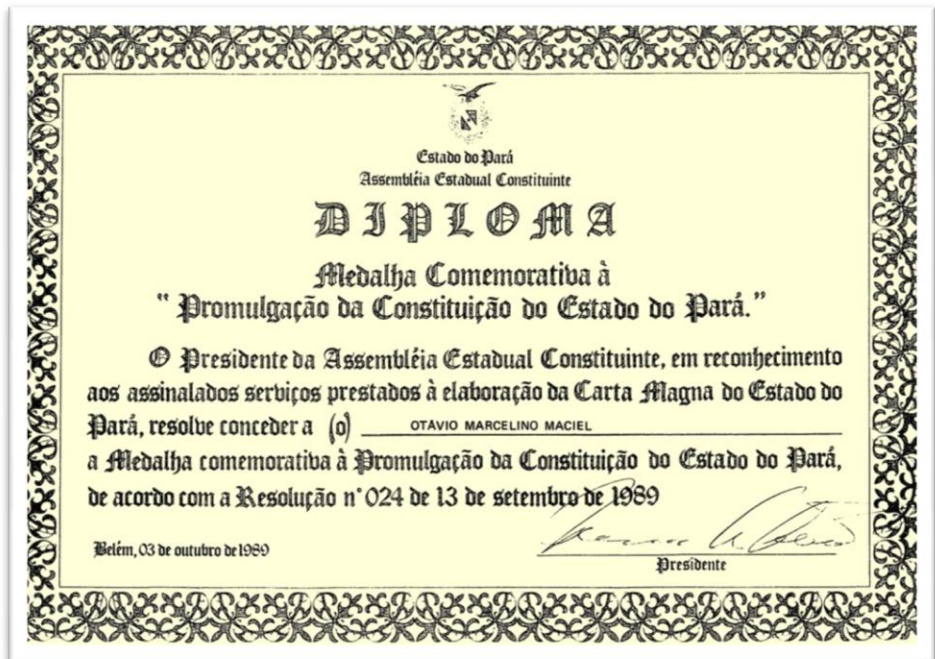 Estado do Pará
Assembléia Estadual Constituinte
DIPLOMA
Medalha Comemorativa à
" Promulgação da Constituição do Estado do Pará."
O Presidente da Assembléia Estadual Constituinte, em reconhecimento
aos assinalados serviços prestados à elaboração da Carta Magna do Estado do
Pará, resolve conceder a (o) OTÁVIO MARCELINO MACIEL
a Medalha comemorativa à Promulgação da Constituição do Estado do Pará,
de acordo com a Resolução n° 024 de 13 de setembro de 1989
Belém, 03 de outubro de 1989
Presidente